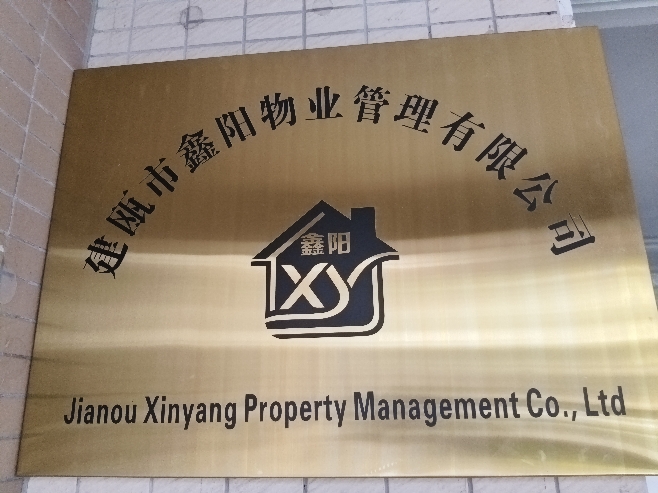 建瓯市鑫阳物业管理有限公司
鑫阳
XY
Jianou Xinyang Property Management Co., Ltd